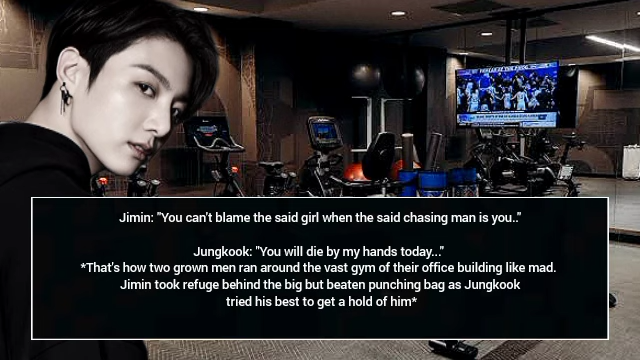 Jimin: "You can't blame the said girl when the said chasing man is you.."
Jungkook: "You will die by my hands today..."
*That's how two grown men ran around the vast gym of their office building like mad.
Jimin took refuge behind the big but beaten punching bag as Jungkook
tried his best to get a hold of him*